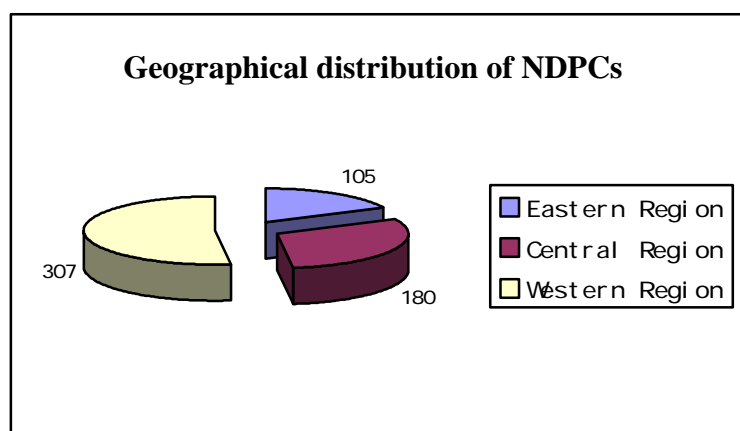 Geographical distribution of NDPCs
105
307
180
Eastern Region
Central Region
Western Region